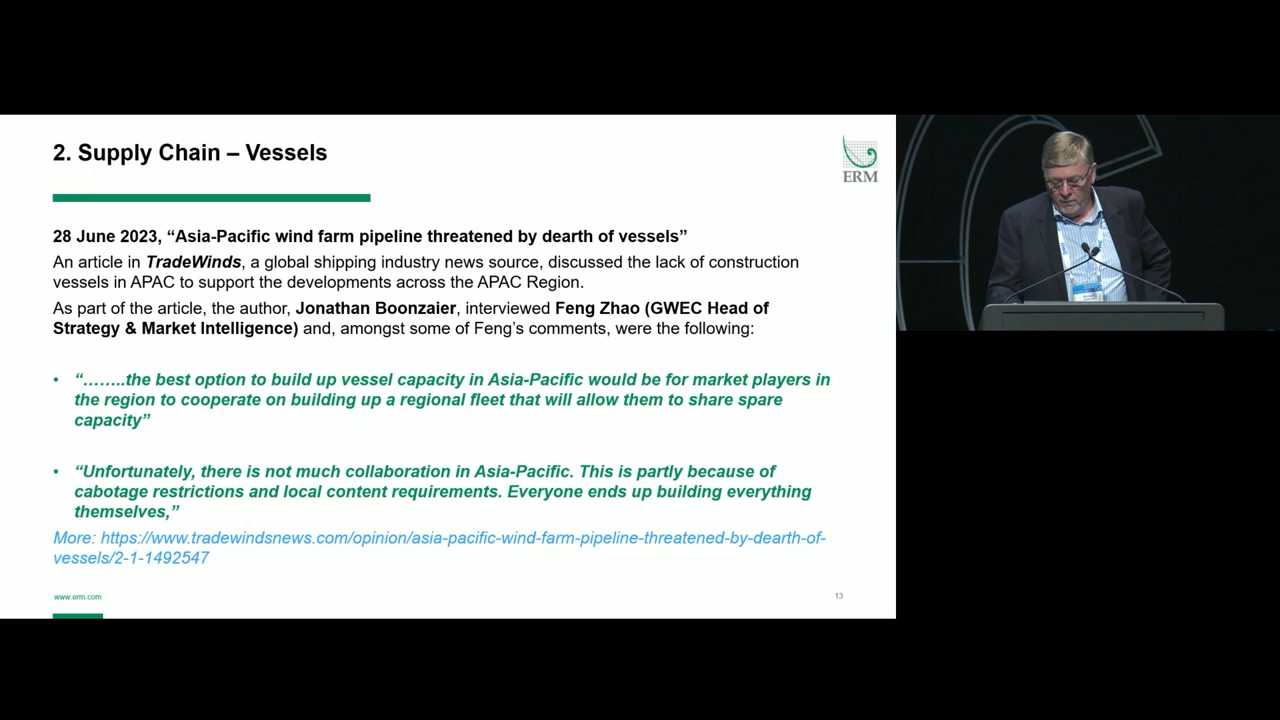 2. Supply Chain – Vessels
ERM
28 June 2023, “Asia-Pacific wind farm pipeline threatened by dearth of vessels”
An article in TradeWinds, a global shipping industry news source, discussed the lack of construction
vessels in APAC to support the developments across the APAC Region.
As part of the article, the author, Jonathan Boonzaier, interviewed Feng Zhao (GWEC Head of
Strategy & Market Intelligence) and, amongst some of Feng’s comments, were the following:
• “……..the best option to build up vessel capacity in Asia-Pacific would be for market players in
the region to cooperate on building up a regional fleet that will allow them to share spare
capacity”
• “Unfortunately, there is not much collaboration in Asia-Pacific. This is partly because of
cabotage restrictions and local content requirements. Everyone ends up building everything
themselves,”
More: https://www.tradewindsnews.com/opinion/asia-pacific-wind-farm-pipeline-threatened-by-dearth-of-
vessels/2-1-1492547
www.erm.com
13